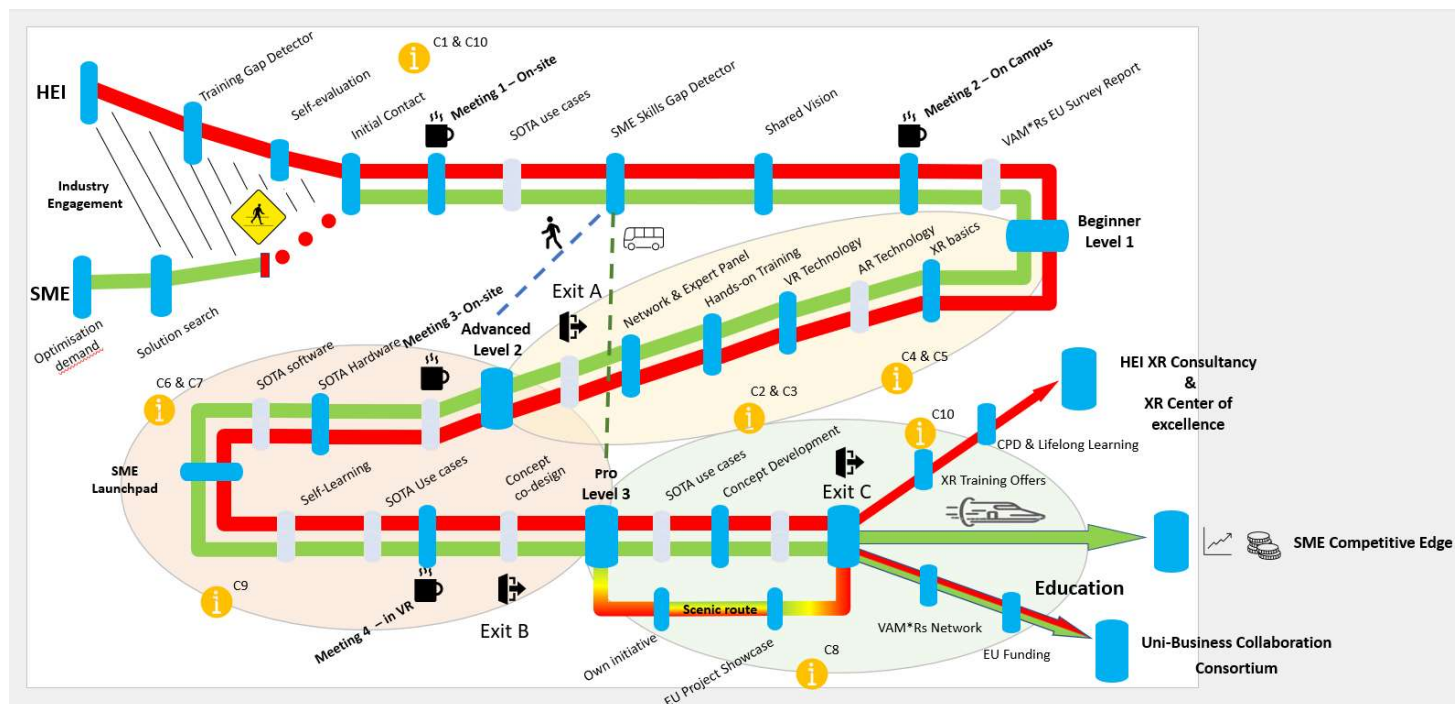 HEI
Training Gap Detector
Self-evaluation
C1 & C10
Initial Contact
Meeting 1 – On-site
SOTA use cases
SME Skills Gap Detector
Shared Vision
Meeting 2 – On Campus
VAM*Rs EU Survey Report
Industry
Engagement
SME
Optimisation
demand
Solution search
Beginner
Level 1
XR basics
AR Technology
VR Technology
Hands-on Training
Network & Expert Panel
Exit A
C4 & C5
C2 & C3
Advanced
Level 2
Meeting 3- On-site
SOTA Hardware
SOTA software
C6 & C7
SME
Launchpad
Self-Learning
SOTA Use cases
Concept
co-design
C9
Meeting 4 – in VR
Exit B
Pro
Level 3
SOTA use cases
Concept Development
Exit C
Scenic route
Own initiative
EU Project Showcase
C8
C10
XR Training Offers
CPD & Lifelong Learning
HEI XR Consultancy
&
XR Center of
excellence
SME Competitive Edge
Education
VAM*Rs Network
EU Funding
Uni-Business Collaboration
Consortium